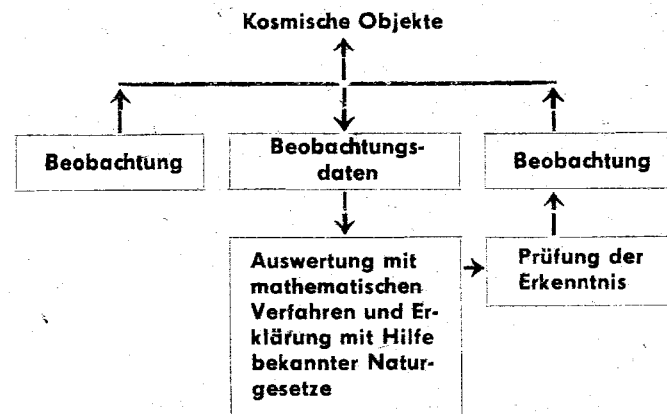 Kosmische Objekte
Beobachtung
Beobachtungs-
daten
Beobachtung
Auswertung mit
mathematischen
Verfahren und Er-
klärung mit Hilfe
bekannter Natur-
gesetze
Prüfung der
Erkenntnis